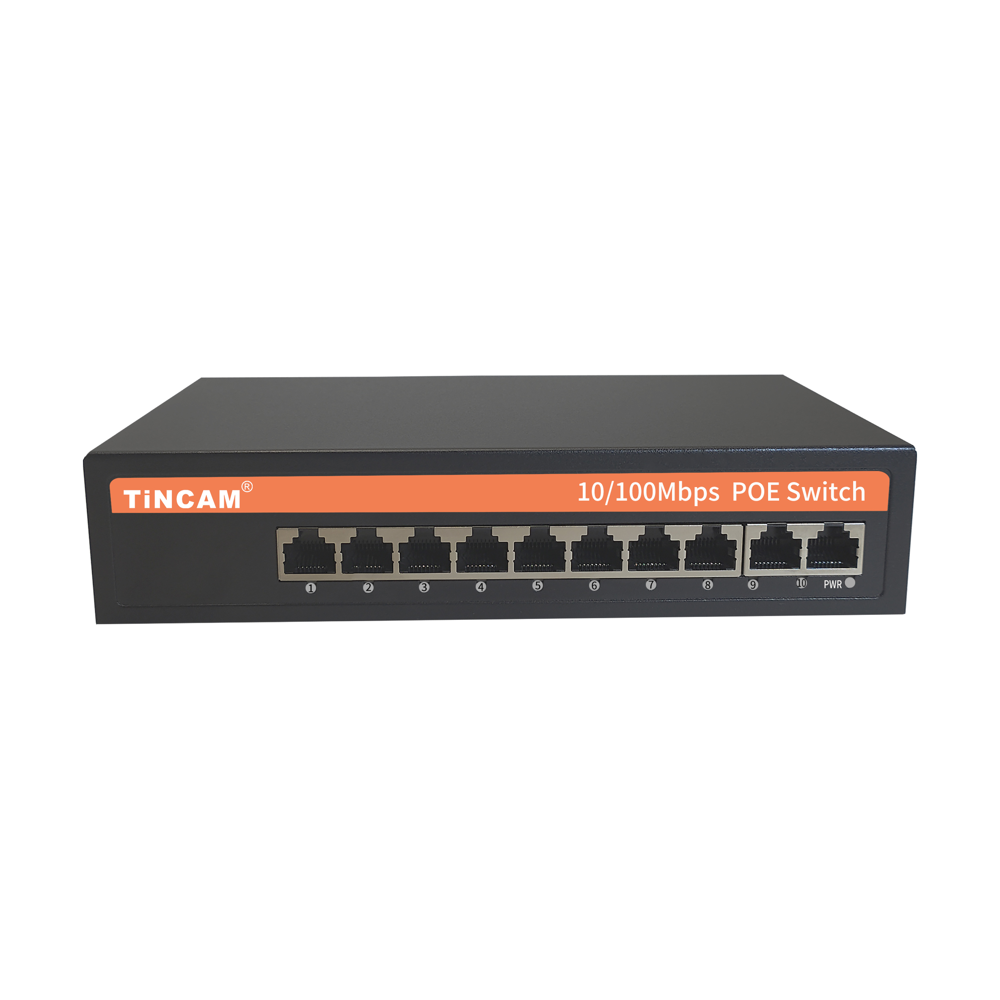 TiNCAM®
10/100Mbps POE Switch
1 2 3 4 5 6 7 8 9 10 PWR